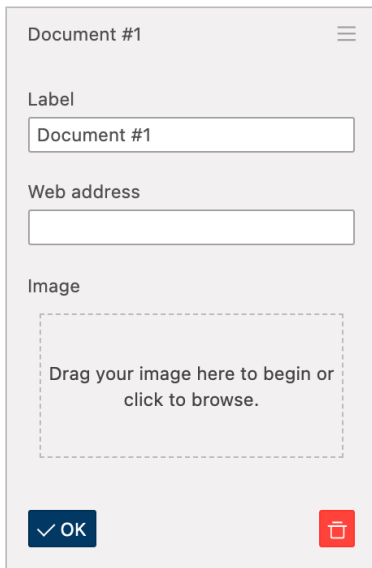 Document #1
Label
Document #1
Web address
Image
Drag your image here to begin or
click to browse.
OK